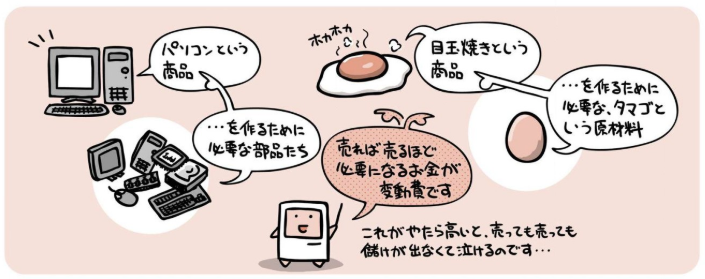 パソコンという
商品
…を作るために
必要な部品たち
ホカホカ
目玉焼きという
商品
…を作るために
必要な、タマゴと
いう原材料
売れば売るほど
必要になるお金が
変動費です
これがやたら高いと、売っても売っても
儲けが出なくて泣けるのです…